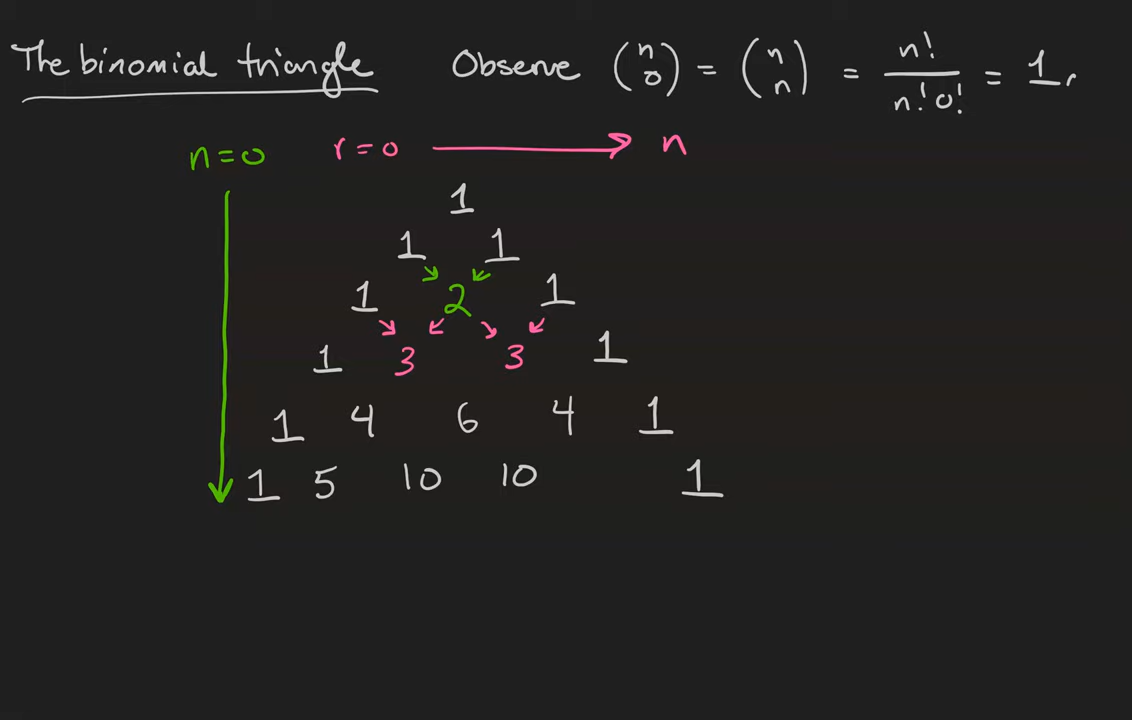 The binomial triangle Observe (n 0) = (n n) = n!/n!0! = 1
n=0 r=0 → n
1
1 1
1 2 1
1 3 3 1
1 4 6 4 1
1 5 10 10 1